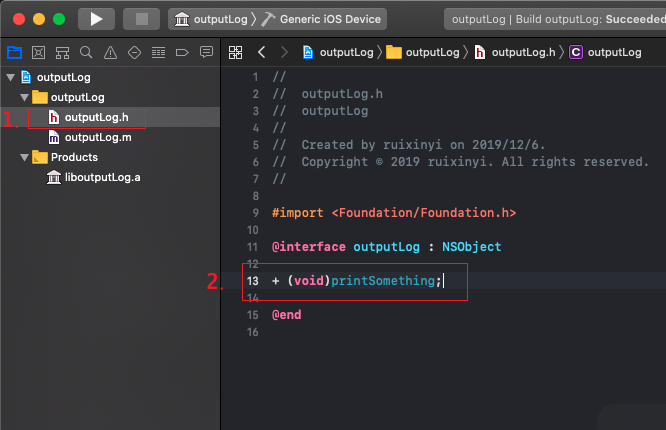 outputLog Generic iOS Device
outputLog | Build outputLog: Succeeded
outputLog outputLog outputLog.h outputLog
outputLog
outputLog
1. outputLog.h
outputLog.m
Products
liboutputLog.a
1 //
2 //  outputLog.h
3 //  outputLog
4 //
5 //  Created by ruixinyi on 2019/12/6.
6 //  Copyright © 2019 ruixinyi. All rights reserved.
7 //
8
9 #import <Foundation/Foundation.h>
10
11 @interface outputLog : NSObject
12
2. 13 + (void)printSomething;
14
15 @end
16